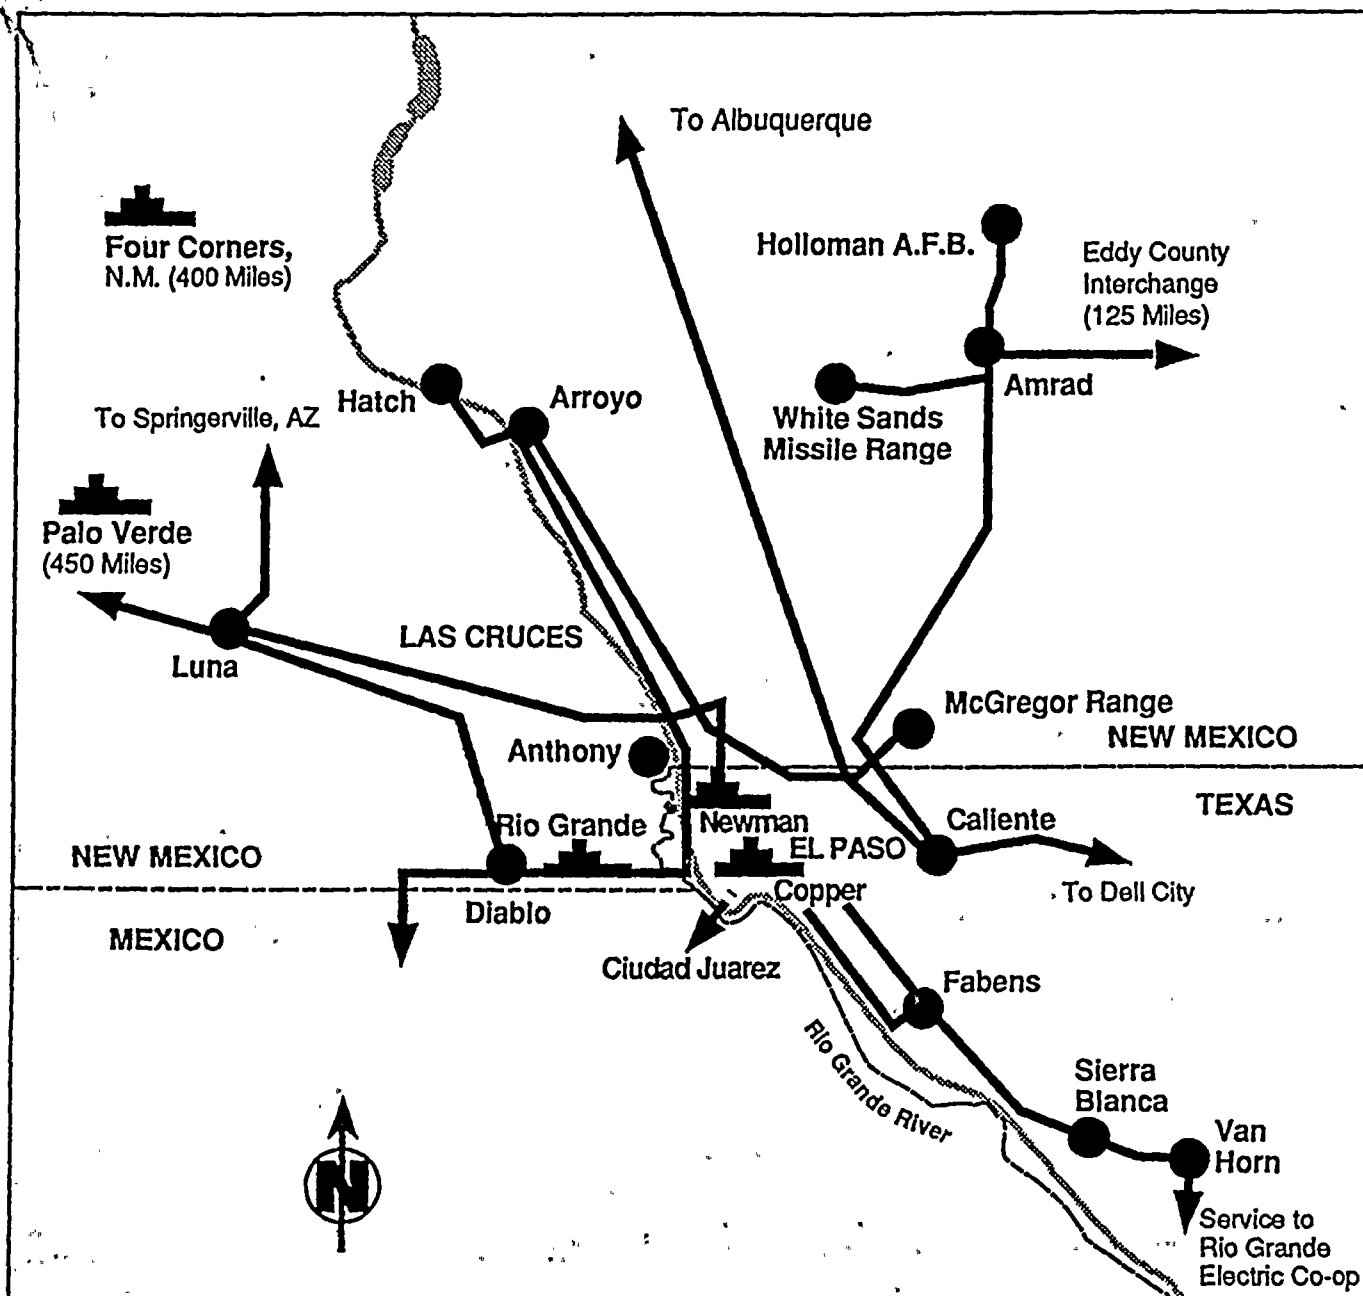 To Albuquerque
Four Corners,
N.M. (400 Miles)
Holloman A.F.B.
Eddy County
Interchange
(125 Miles)
Hatch
Arroyo
Amrad
To Springerville, AZ
White Sands
Missile Range
Palo Verde
(450 Miles)
LAS CRUCES
Luna
McGregor Range
NEW MEXICO
Anthony
TEXAS
Rio Grande
Newman
Caliente
EL PASO
NEW MEXICO
Copper
To Dell City
Diablo
MEXICO
Ciudad Juarez
Fabens
Rio Grande River
Sierra
Blanca
Van
Horn
N
Service to
Rio Grande
Electric Co-op